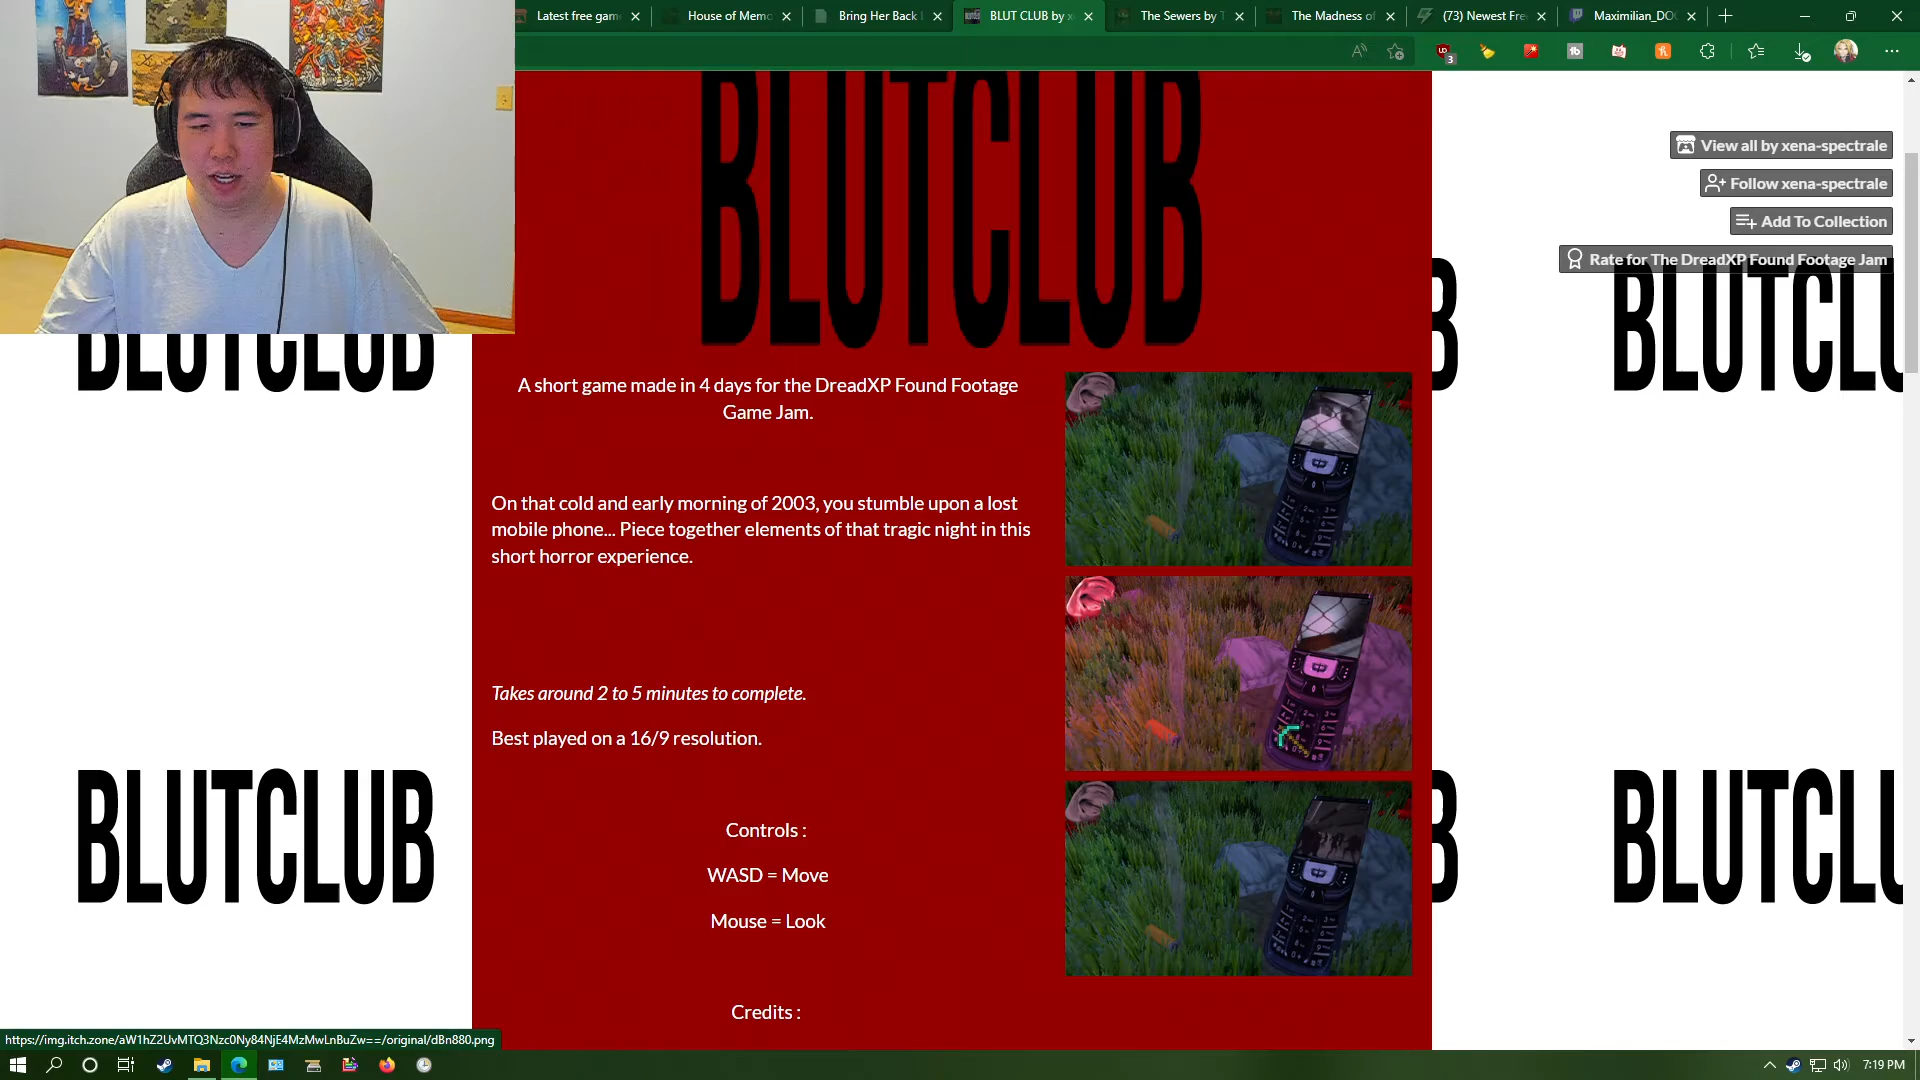 Latest free gam
House of Memo
Bring Her Back
BLUT CLUB by x
The Sewers by T
The Madness of
(73) Newest Fre
Maximilian_DO
3
BLUTCLUB
View all by xena-spectrale
Follow xena-spectrale
Add To Collection
Rate for The DreadXP Found Footage Jam
BLUTCLUB
B
BLUTCLU
A short game made in 4 days for the DreadXP Found Footage
Game Jam.
On that cold and early morning of 2003, you stumble upon a lost
mobile phone... Piece together elements of that tragic night in this
short horror experience.
Takes around 2 to 5 minutes to complete.
Best played on a 16/9 resolution.
BLUTCLUB
B
BLUTCLU
Controls :
WASD = Move
Mouse = Look
Credits :
https://img.itch.zone/aW1hZ2UvMTQ3Nzc0Ny84NjE4MzMwLnBuZw==/original/dBn880.png
7:19 PM